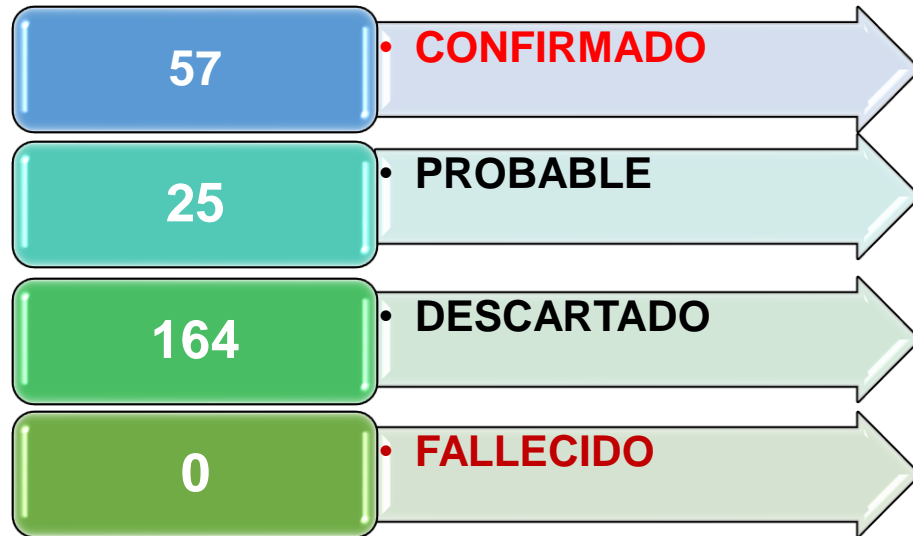 57
• CONFIRMADO
25
• PROBABLE
164
• DESCARTADO
0
• FALLECIDO